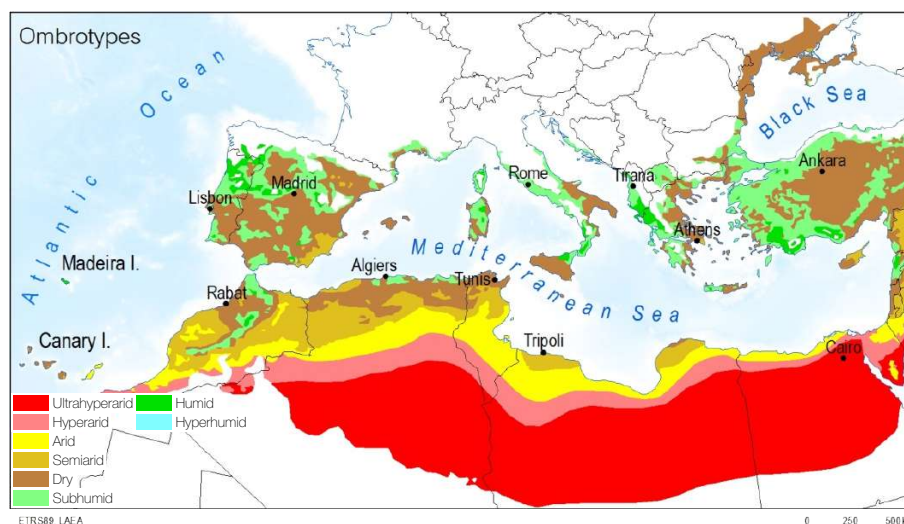 Ombrotypes
Atlantic Ocean
Black Sea
Ankara
Tirana
Rome
Madrid
Lisbon
Athens
Mediterranean Sea
Madeira I.
Algiers
Tunis
Rabat
Canary I.
Tripoli
Cairo
Ultrahyperarid
Hyperarid
Arid
Semiarid
Dry
Subhumid
Humid
Hyperhumid
ETRS89 LAEA
0 250 500